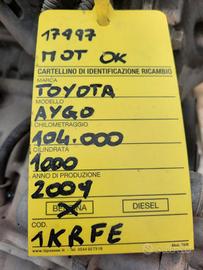 17997
MOT OK
CARTELLINO DI IDENTIFICAZIONE RICAMBIO
MARCA
TOYOTA
MODELLO
AYGO
CHILOMETRAGGIO
104.000
CILINDRATA
1000
ANNO DI PRODUZIONE
2009
BENZINA
DIESEL
COD.
1KRFE